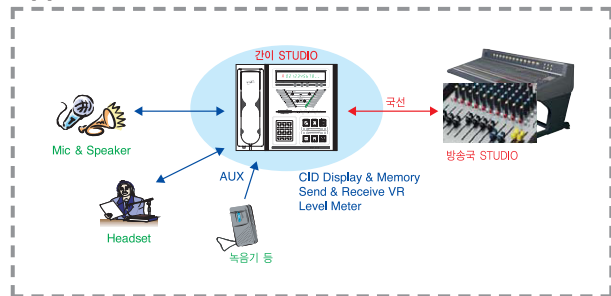 간이 STUDIO
국선
Mic & Speaker
방송국 STUDIO
AUX
CID Display & Memory
Send & Receive VR
Level Meter
Headset
녹음기 등